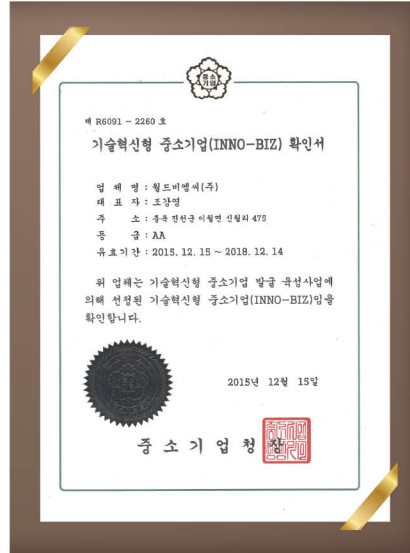 중소
기업
제 R6091 - 2260 호
기술혁신형 중소기업(INNO-BIZ) 확인서
업 체 명 : 월드비엠씨(주)
대 표 자 : 조강영
주 소 : 충북 진천군 이월면 신월리 475
등 급 : AA
유효기간 : 2015. 12. 15 ~ 2018. 12. 14
위 업체는 기술혁신형 중소기업 발굴 육성사업에
의해 선정된 기술혁신형 중소기업(INNO-BIZ)임을
확인합니다.
2015년 12월 15일
중 소 기 업 청 장